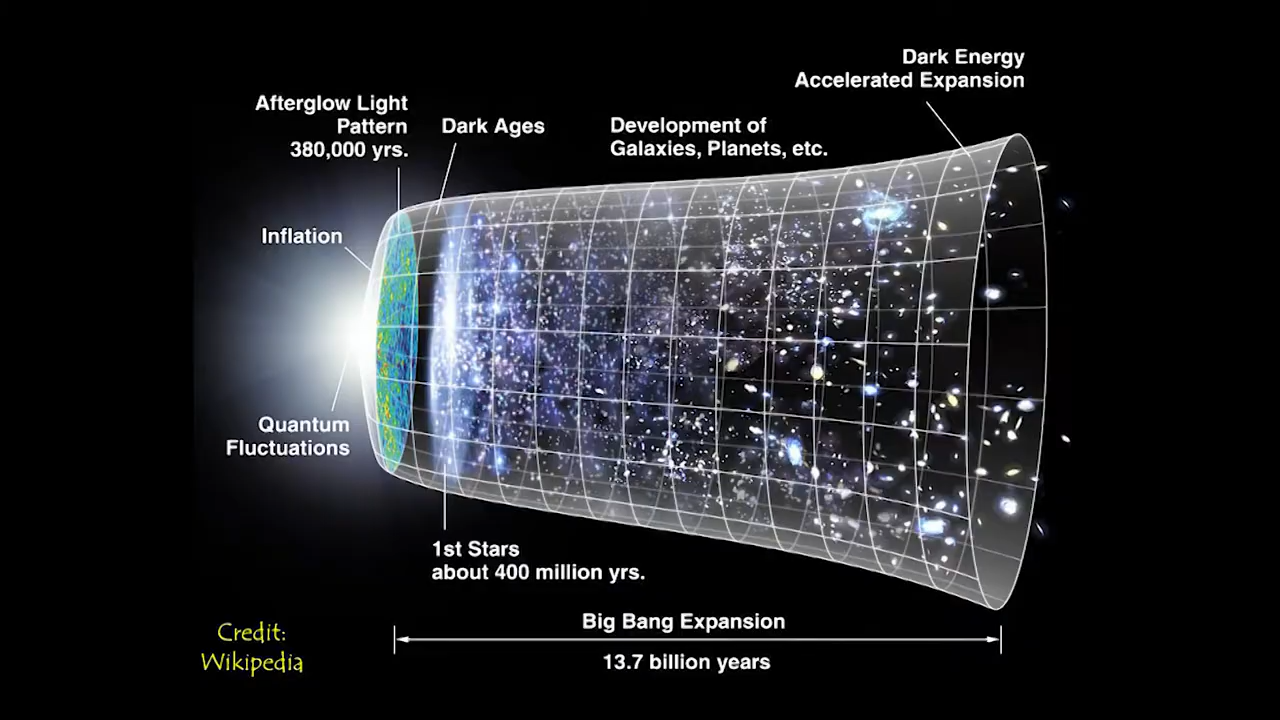 Dark Energy
Accelerated Expansion
Afterglow Light
Pattern
380,000 yrs.
Dark Ages
Development of
Galaxies, Planets, etc.
Inflation
Quantum
Fluctuations
1st Stars
about 400 million yrs.
Big Bang Expansion
13.7 billion years
Credit:
Wikipedia